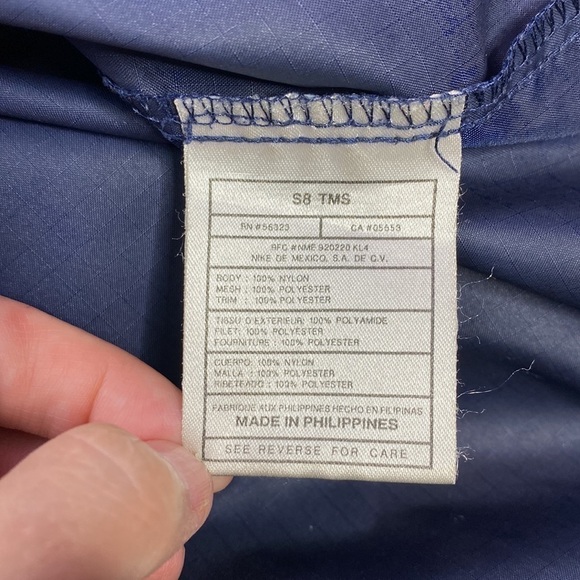 S8 TMS
RN #56323 CA #05553
RFC #NME 920220 KL4
NIKE DE MEXICO, S.A. DE C.V.
BODY : 100% NYLON
MESH : 100% POLYESTER
TRIM : 100% POLYESTER
TISSU D'EXTERIEUR: 100% POLYAMIDE
FILET: 100% POLYESTER
FOURNITURE : 100% POLYESTER
CUERPO: 100% NYLON
MALLA : 100% POLYESTER
RIBETEADO : 100% POLYESTER
FABRIQUE AUX PHILIPPINES HECHO EN FILIPINAS
MADE IN PHILIPPINES
SEE REVERSE FOR CARE